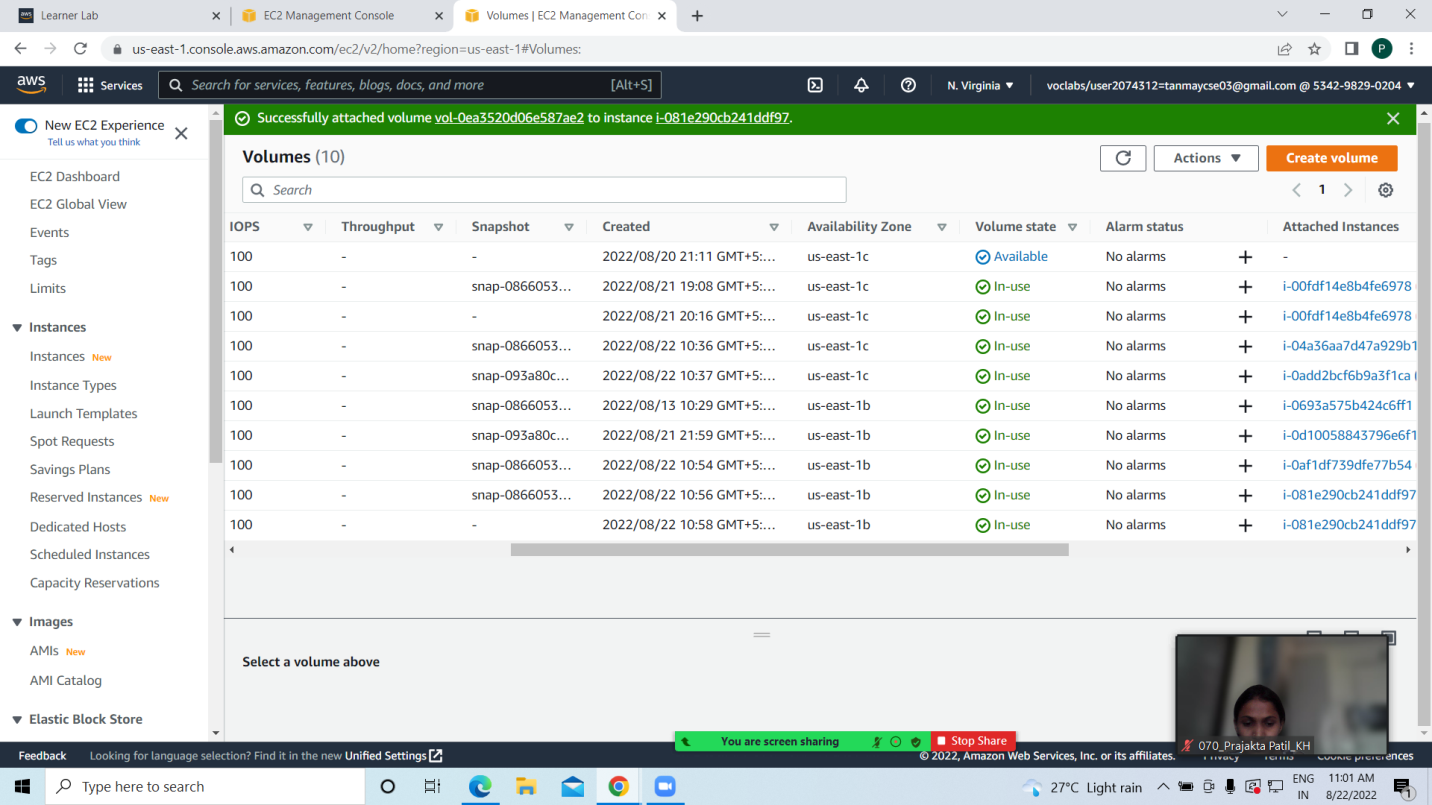 Learner Lab
EC2 Management Console
Volumes | EC2 Management Con
us-east-1.console.aws.amazon.com/ec2/v2/home?region=us-east-1#Volumes:
P
aws
Services
Search for services, features, blogs, docs, and more
[Alt+S]
N. Virginia
voclabs/user2074312=tanmaycse03@gmail.com @ 5342-9829-0204
New EC2 Experience
Tell us what you think
EC2 Dashboard
EC2 Global View
Events
Tags
Limits
Instances
Instances New
Instance Types
Launch Templates
Spot Requests
Savings Plans
Reserved Instances New
Dedicated Hosts
Scheduled Instances
Capacity Reservations
Images
AMIs New
AMI Catalog
Elastic Block Store
Successfully attached volume vol-0ea3520d06e587ae2 to instance i-081e290cb241ddf97.
Volumes (10)
Actions
Create volume
Search
1
IOPS Throughput Snapshot Created Availability Zone Volume state Alarm status Attached Instances
100 - - 2022/08/20 21:11 GMT+5:... us-east-1c Available No alarms + -
100 - snap-0866053... 2022/08/21 19:08 GMT+5:... us-east-1c In-use No alarms + i-00fdf14e8b4fe6978
100 - - 2022/08/21 20:16 GMT+5:... us-east-1c In-use No alarms + i-00fdf14e8b4fe6978
100 - snap-0866053... 2022/08/22 10:36 GMT+5:... us-east-1c In-use No alarms + i-04a36aa7d47a929b1
100 - snap-093a80c... 2022/08/22 10:37 GMT+5:... us-east-1c In-use No alarms + i-0add2bcf6b9a3f1ca (
100 - snap-0866053... 2022/08/13 10:29 GMT+5:... us-east-1b In-use No alarms + i-0693a575b424c6ff1
100 - snap-093a80c... 2022/08/21 21:59 GMT+5:... us-east-1b In-use No alarms + i-0d10058843796e6f1
100 - snap-0866053... 2022/08/22 10:54 GMT+5:... us-east-1b In-use No alarms + i-0af1df739dfe77b54
100 - snap-0866053... 2022/08/22 10:56 GMT+5:... us-east-1b In-use No alarms + i-081e290cb241ddf97
100 - - 2022/08/22 10:58 GMT+5:... us-east-1b In-use No alarms + i-081e290cb241ddf97
Select a volume above
070_Prajakta Patil_KH
You are screen sharing
Stop Share
Feedback
Looking for language selection? Find it in the new Unified Settings
© 2022, Amazon Web Services, Inc. or its affiliates.
Privacy Terms Cookie preferences
Type here to search
27°C Light rain
ENG
IN
11:01 AM
8/22/2022
1